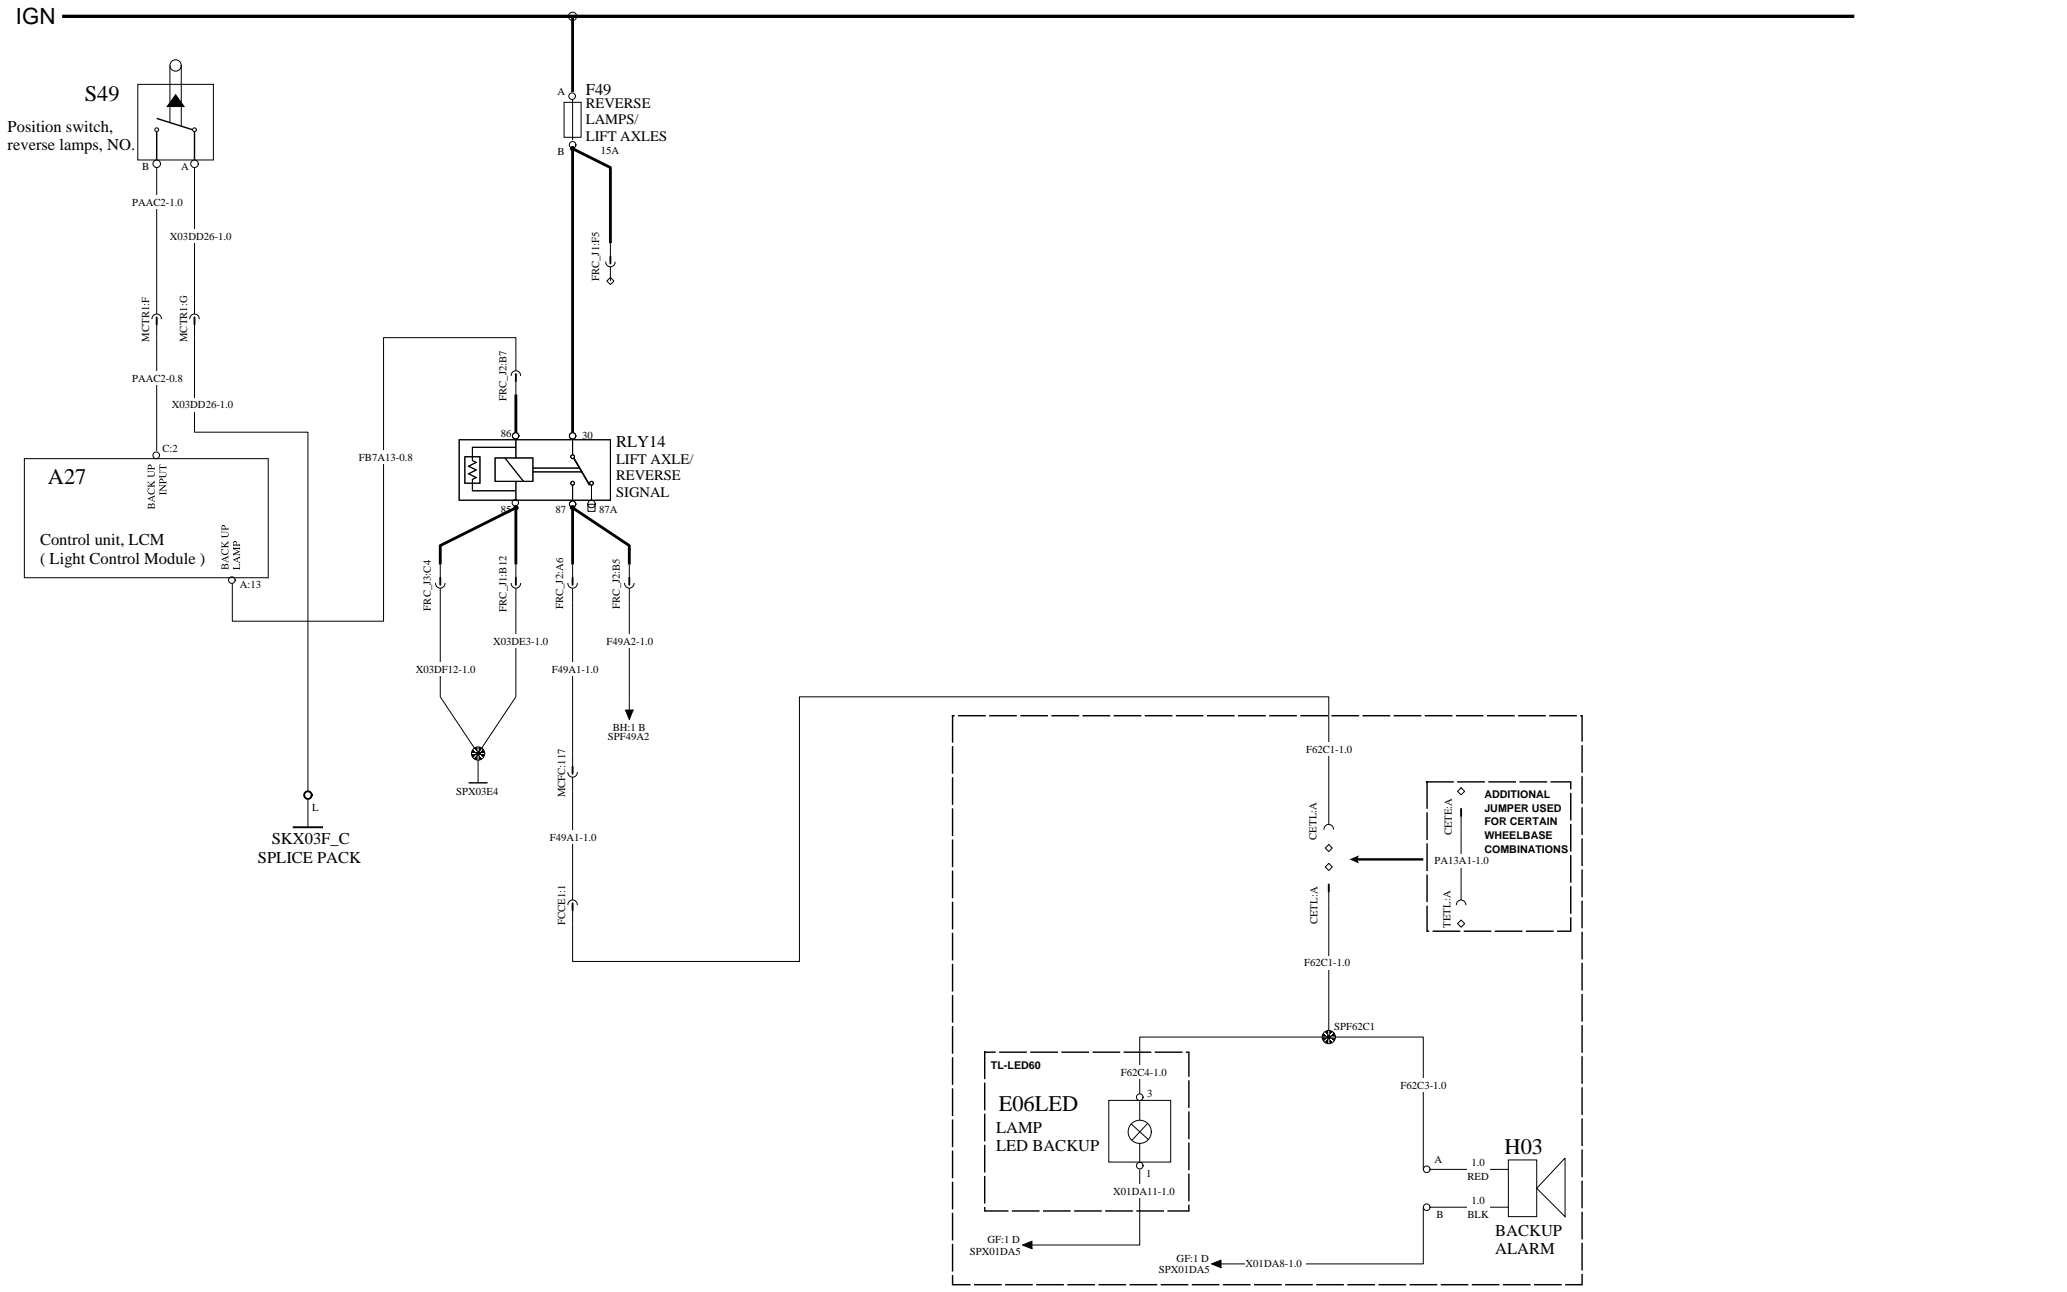 IGN
S49
Position switch,
reverse lamps, NO.
B
A
PAAC2-1.0
X03DD26-1.0
MCTR1:F
MCTR1:G
PAAC2-0.8
X03DD26-1.0
C:2
A27
BACK UP
INPUT
Control unit, LCM
( Light Control Module )
BACK UP
LAMP
A:13
L
SKX03F_C
SPLICE PACK
FB7A13-0.8
A
F49
REVERSE
LAMPS/
LIFT AXLES
B
15A
FRC_J1:F5
FRC_J2:B7
86
30
RLY14
LIFT AXLE/
REVERSE
SIGNAL
85
87
87A
FRC_J3:C4
FRC_J1:B12
FRC_J2:A6
FRC_J2:B5
X03DE3-1.0
F49A2-1.0
X03DF12-1.0
F49A1-1.0
BH:1 B
SPF49A2
SPX03E4
MCFC:117
F49A1-1.0
FCCE1:1
F62C1-1.0
CETL:A
CETL:A
CETE:A
ADDITIONAL
JUMPER USED
FOR CERTAIN
WHEELBASE
COMBINATIONS
PA13A1-1.0
TETL:A
F62C1-1.0
SPF62C1
TL-LED60
F62C4-1.0
3
E06LED
LAMP
LED BACKUP
1
X01DA11-1.0
GF:1 D
SPX01DA5
F62C3-1.0
H03
A
1.0
RED
1.0
B
BLK
BACKUP
ALARM
GF:1 D
SPX01DA5
X01DA8-1.0